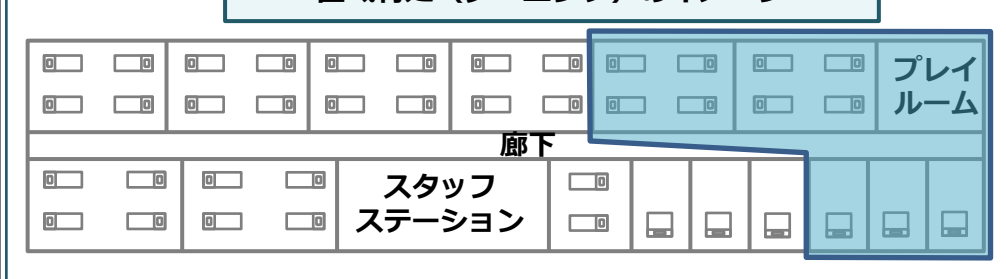 プレイ
ルーム
廊下
スタッフ
ステーション